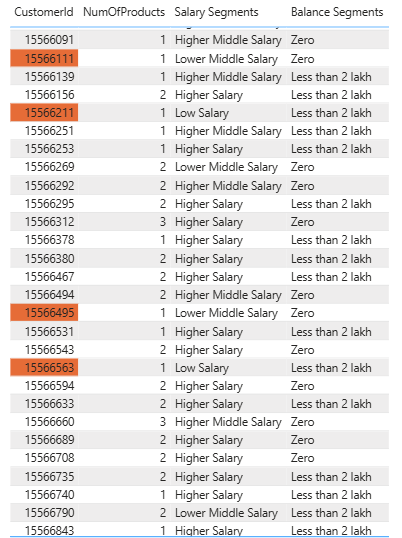 CustomerId NumOfProducts Salary Segments Balance Segments
15566091 1 Higher Middle Salary Zero
15566111 1 Lower Middle Salary Zero
15566139 1 Higher Middle Salary Less than 2 lakh
15566156 2 Higher Salary Less than 2 lakh
15566211 1 Low Salary Less than 2 lakh
15566251 1 Higher Middle Salary Less than 2 lakh
15566253 1 Higher Salary Less than 2 lakh
15566269 2 Lower Middle Salary Zero
15566292 2 Higher Middle Salary Zero
15566295 2 Higher Salary Less than 2 lakh
15566312 3 Higher Salary Zero
15566378 1 Higher Salary Less than 2 lakh
15566380 2 Higher Salary Less than 2 lakh
15566467 2 Higher Salary Less than 2 lakh
15566494 2 Higher Middle Salary Zero
15566495 1 Lower Middle Salary Zero
15566531 1 Higher Salary Less than 2 lakh
15566543 2 Higher Salary Zero
15566563 1 Low Salary Less than 2 lakh
15566594 2 Higher Salary Zero
15566633 2 Higher Salary Less than 2 lakh
15566660 3 Higher Middle Salary Zero
15566689 2 Higher Salary Zero
15566708 2 Higher Salary Zero
15566735 2 Higher Salary Less than 2 lakh
15566740 1 Higher Salary Less than 2 lakh
15566790 2 Lower Middle Salary Less than 2 lakh
15566843 1 Higher Salary Less than 2 lakh